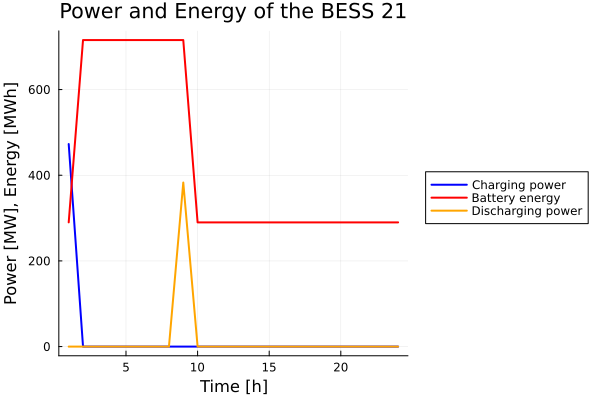 Power and Energy of the BESS 21
Power [MW], Energy [MWh]
600
400
200
0
5
10
15
20
Time [h]
Charging power
Battery energy
Discharging power